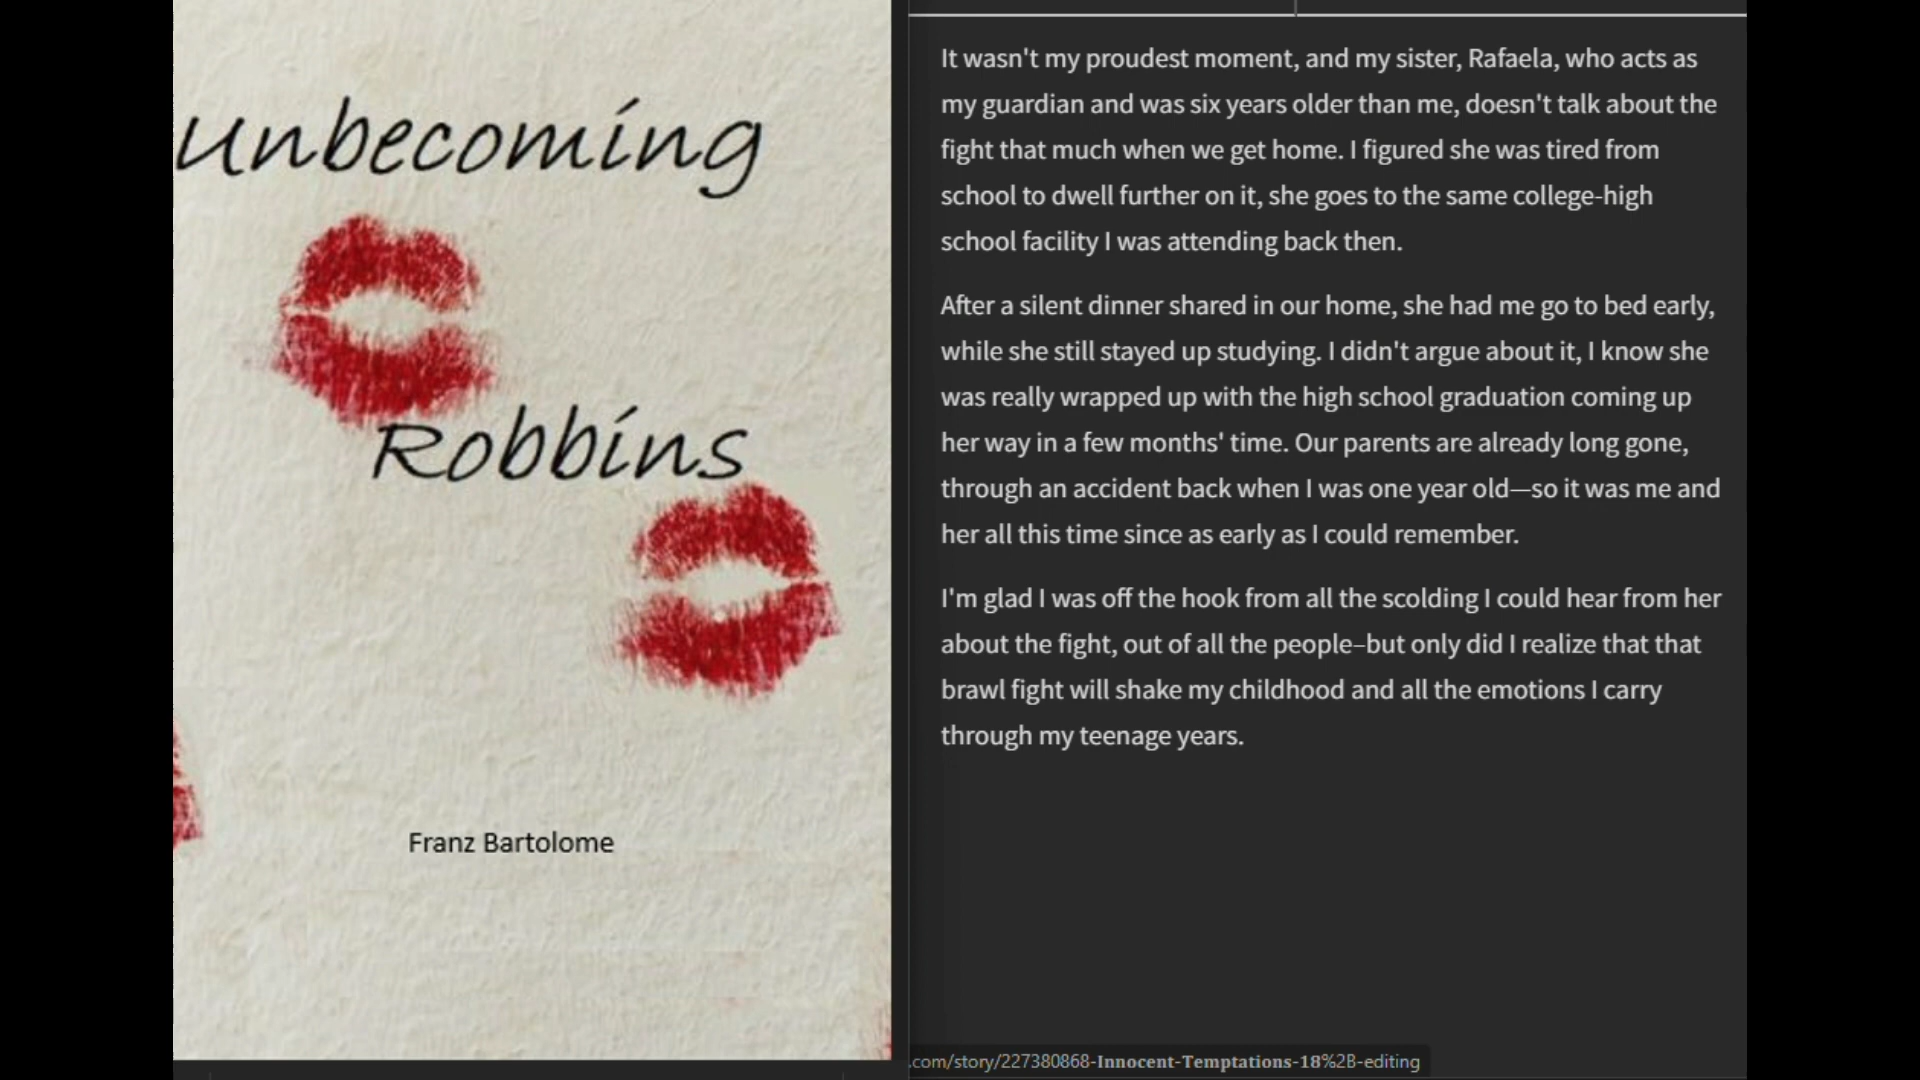 Unbecoming
Robbins
Franz Bartolome
It wasn't my proudest moment, and my sister, Rafaela, who acts as
my guardian and was six years older than me, doesn't talk about the
fight that much when we get home. I figured she was tired from
school to dwell further on it, she goes to the same college-high
school facility I was attending back then.
After a silent dinner shared in our home, she had me go to bed early,
while she still stayed up studying. I didn't argue about it, I know she
was really wrapped up with the high school graduation coming up
her way in a few months' time. Our parents are already long gone,
through an accident back when I was one year old—so it was me and
her all this time since as early as I could remember.
I'm glad I was off the hook from all the scolding I could hear from her
about the fight, out of all the people–but only did I realize that that
brawl fight will shake my childhood and all the emotions I carry
through my teenage years.
.com/story/227380868-Innocent-Temptations-18%2B-editing